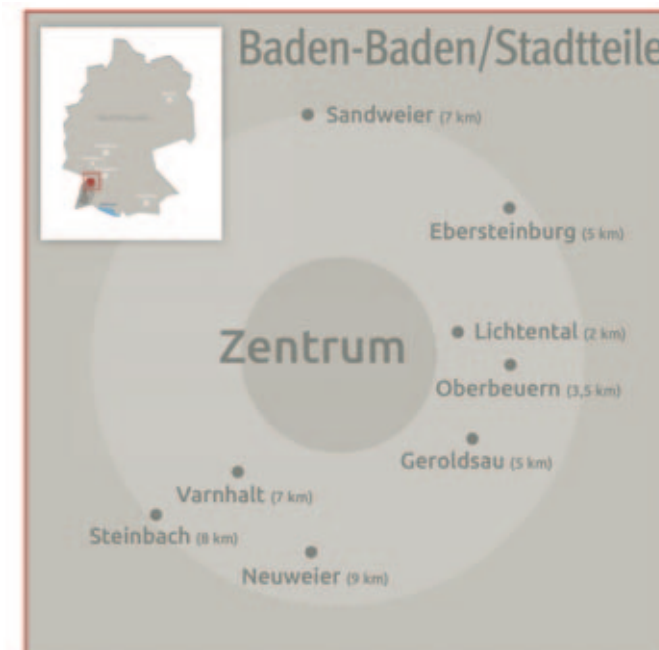 Baden-Baden/Stadtteile
Sandweier (7 km)
Ebersteinburg (5 km)
Zentrum
Lichtental (2 km)
Oberbeuern (3,5 km)
Geroldsau (5 km)
Varnhalt (7 km)
Steinbach (8 km)
Neuweier (9 km)